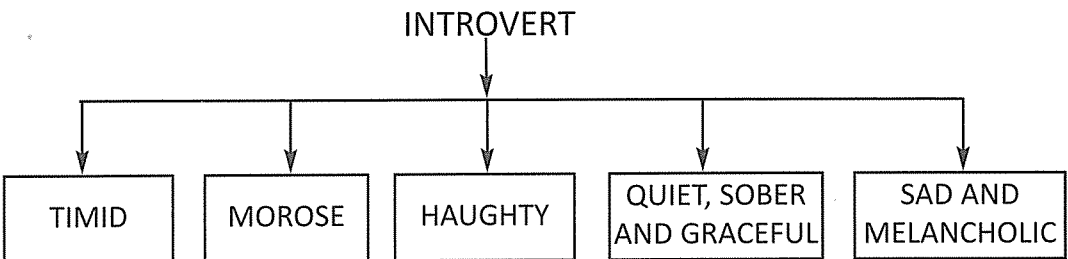 INTROVERT
TIMID
MOROSE
HAUGHTY
QUIET, SOBER
AND GRACEFUL
SAD AND
MELANCHOLIC